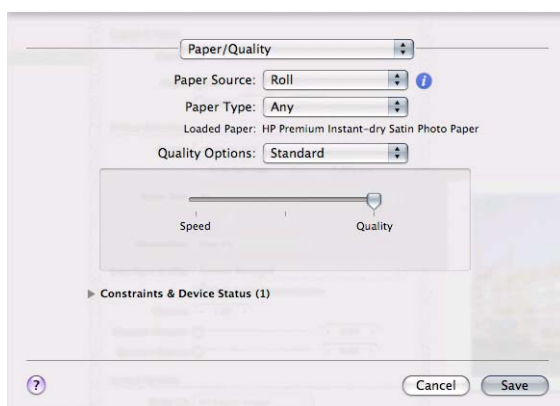 Paper/Quality
Paper Source: Roll
Paper Type: Any
Loaded Paper: HP Premium Instant-dry Satin Photo Paper
Quality Options: Standard
Speed Quality
Constraints & Device Status (1)
? Cancel Save